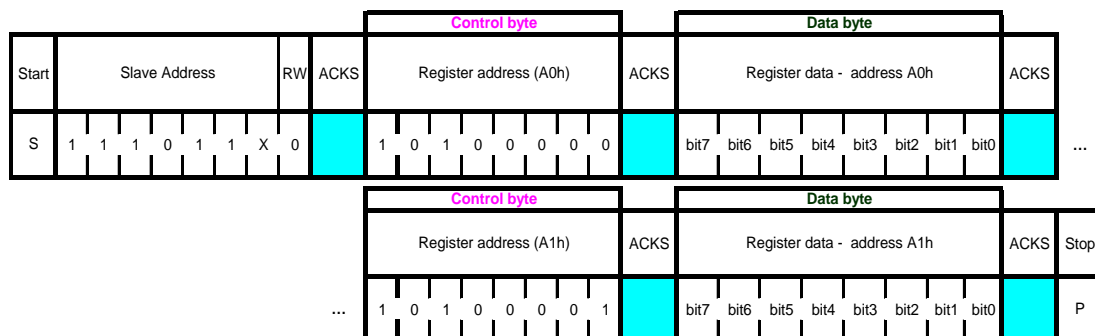 Control byte Data byte
Start Slave Address RW ACKS Register address (A0h) ACKS Register data - address A0h ACKS
S 1 1 1 0 1 1 X 0 1 0 1 0 0 0 0 0 bit7 bit6 bit5 bit4 bit3 bit2 bit1 bit0 ...
Control byte Data byte
Register address (A1h) ACKS Register data - address A1h ACKS Stop
... 1 0 1 0 0 0 0 1 bit7 bit6 bit5 bit4 bit3 bit2 bit1 bit0 P